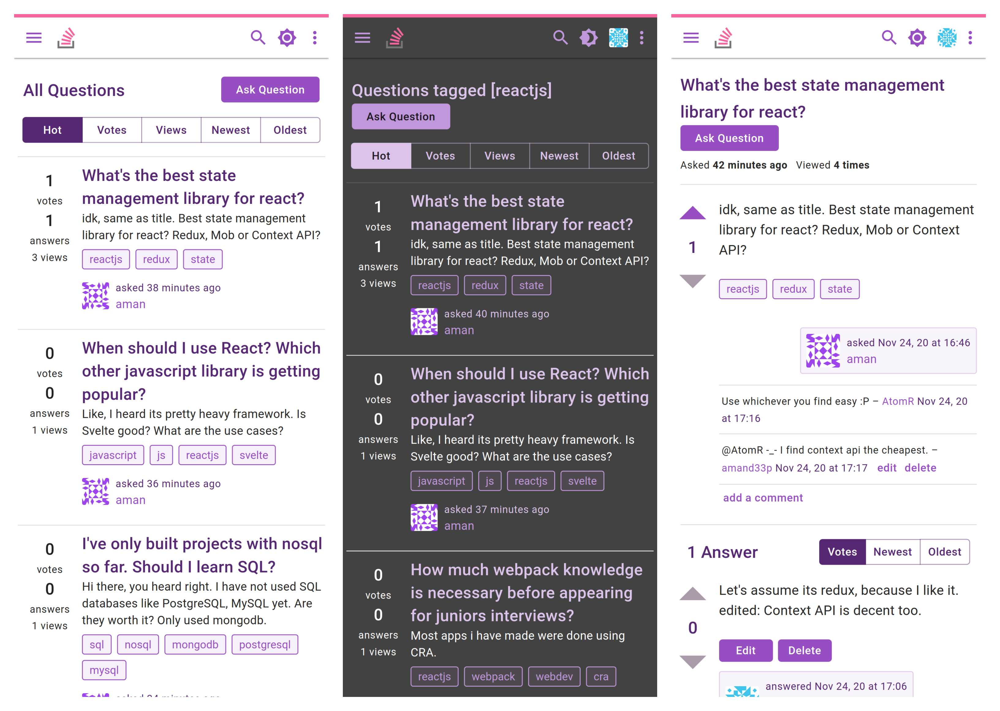 All Questions
Ask Question
Hot
Votes
Views
Newest
Oldest
1
votes
1
answers
3 views
What's the best state
management library for react?
idk, same as title. Best state management
library for react? Redux, Mob or Context API?
reactjs
redux
state
asked 38 minutes ago
aman
0
votes
0
answers
1 views
When should I use React? Which
other javascript library is getting
popular?
Like, I heard its pretty heavy framework. Is
Svelte good? What are the use cases?
javascript
js
reactjs
svelte
asked 36 minutes ago
aman
0
votes
0
answers
1 views
I've only built projects with nosql
so far. Should I learn SQL?
Hi there, you heard right. I have not used SQL
databases like PostgreSQL, MySQL yet. Are
they worth it? Only used mongodb.
sql
nosql
mongodb
postgresql
mysql
Questions tagged [reactjs]
Ask Question
Hot
Votes
Views
Newest
Oldest
1
votes
1
answers
3 views
What's the best state
management library for react?
idk, same as title. Best state management
library for react? Redux, Mob or Context API?
reactjs
redux
state
asked 40 minutes ago
aman
0
votes
0
answers
1 views
When should I use React? Which
other javascript library is getting
popular?
Like, I heard its pretty heavy framework. Is
Svelte good? What are the use cases?
javascript
js
reactjs
svelte
asked 37 minutes ago
aman
0
votes
0
answers
1 views
How much webpack knowledge
is necessary before appearing
for juniors interviews?
Most apps i have made were done using
CRA.
reactjs
webpack
webdev
cra
What's the best state management
library for react?
Ask Question
Asked 42 minutes ago Viewed 4 times
1
idk, same as title. Best state management
library for react? Redux, Mob or Context
API?
reactjs
redux
state
asked Nov 24, 20 at 16:46
aman
Use whichever you find easy :P – AtomR Nov 24, 20
at 17:16
@AtomR -_- I find context api the cheapest. –
amand33p Nov 24, 20 at 17:17 edit delete
add a comment
1 Answer
Votes
Newest
Oldest
0
Let's assume its redux, because I like it.
edited: Context API is decent too.
Edit
Delete
answered Nov 24, 20 at 17:06